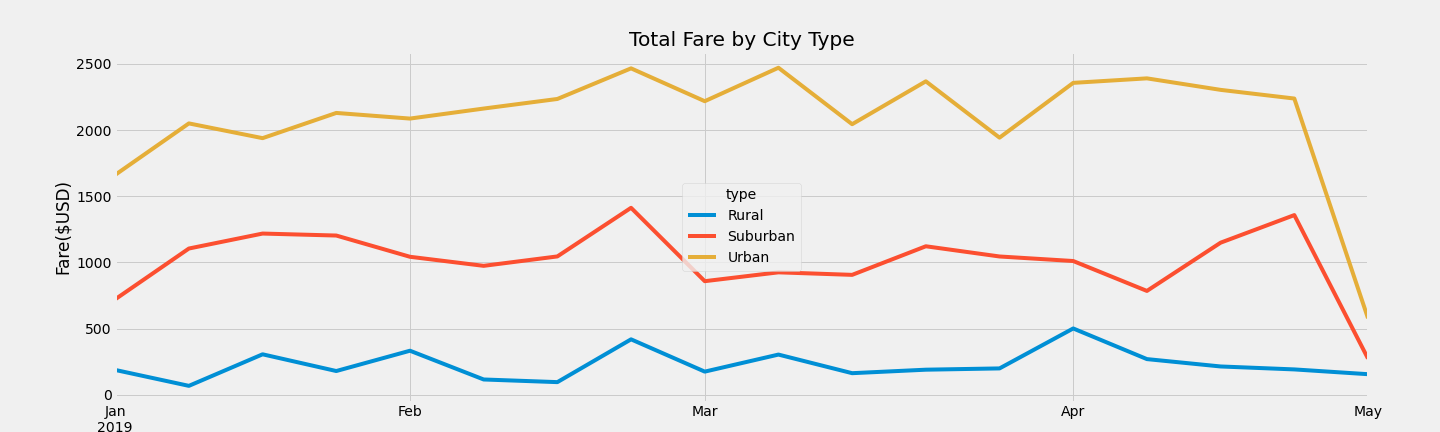 Total Fare by City Type
Fare($USD)
2500
2000
1500
1000
500
0
type
Rural
Suburban
Urban
Jan Feb Mar Apr May
2019